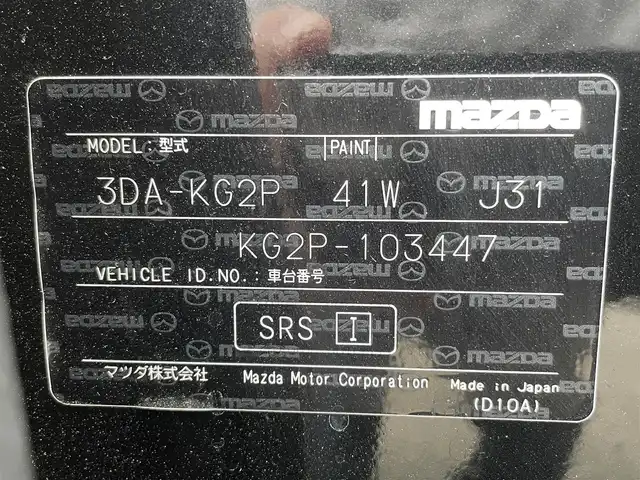 mazda
MODEL:型式 |PAINT|
3DA-KG2P 41W J31
KG2P-103447
VEHICLE ID.NO.:車台番号
SRS I
マツダ株式会社 Mazda Motor Corporation Made in Japan
(D10A)